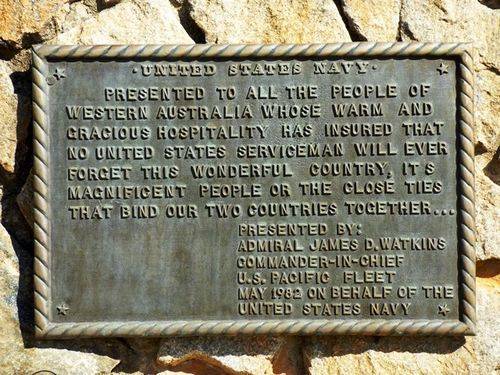 ·UNITED STATES NAVY·
PRESENTED TO ALL THE PEOPLE OF
WESTERN AUSTRALIA WHOSE WARM AND
GRACIOUS HOSPITALITY HAS INSURED THAT
NO UNITED STATES SERVICEMAN WILL EVER
FORGET THIS WONDERFUL COUNTRY, IT'S
MAGNIFICENT PEOPLE OR THE CLOSE TIES
THAT BIND OUR TWO COUNTRIES TOGETHER...
PRESENTED BY:
ADMIRAL JAMES D. WATKINS
COMMANDER-IN-CHIEF
U.S. PACIFIC FLEET
MAY 1982 ON BEHALF OF THE
UNITED STATES NAVY